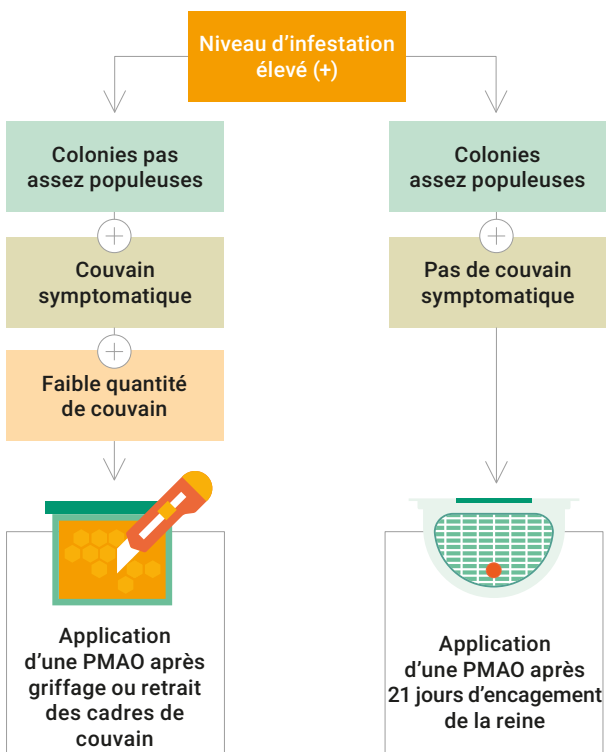 Niveau d’infestation
élevé (+)
Colonies pas
assez populeuses
+
Couvain
symptomatique
+
Faible quantité
de couvain
Application
d’une PMAO après
griffage ou retrait
des cadres de
couvain
Colonies
assez populeuses
+
Pas de couvain
symptomatique
Application
d’une PMAO après
21 jours d’encagement
de la reine